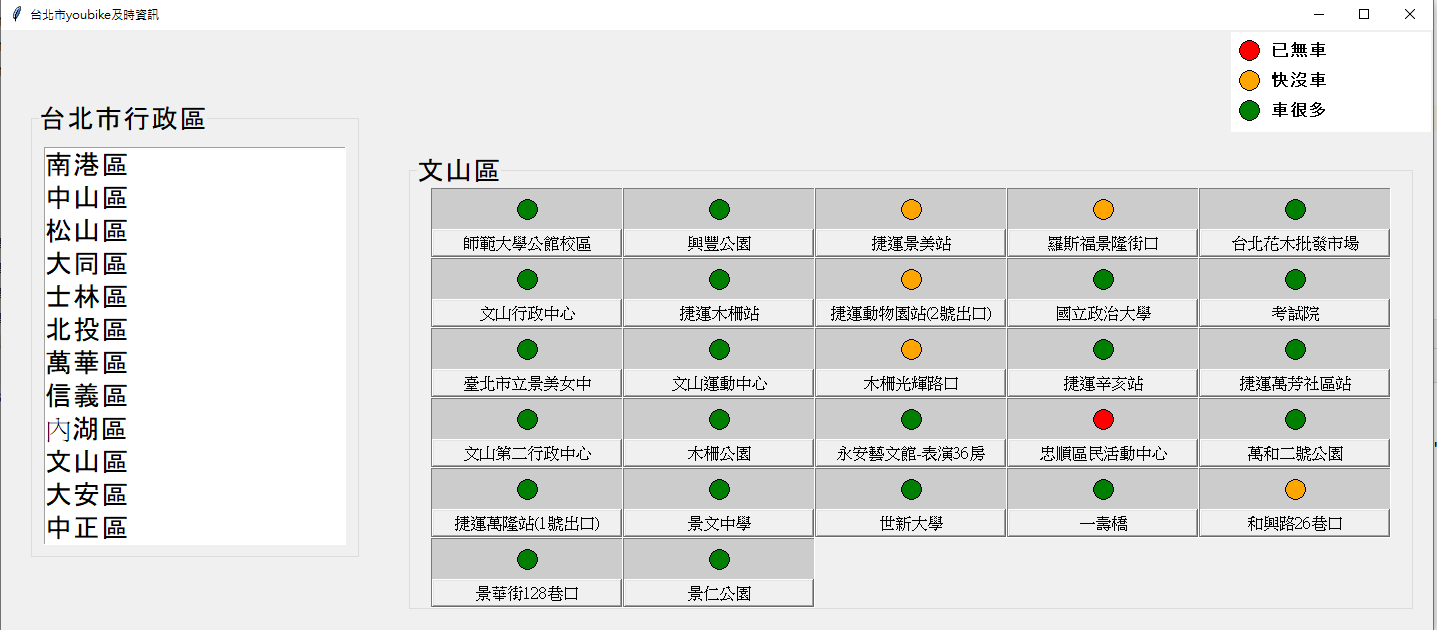 台北市youbike及時資訊
已無車
快沒車
車很多
台北市行政區
南港區
中山區
松山區
大同區
士林區
北投區
萬華區
信義區
內湖區
文山區
大安區
中正區
文山區
師範大學公館校區 興豐公園 捷運景美站 羅斯福景隆街口 台北花木批發市場
文山行政中心 捷運木柵站 捷運動物園站(2號出口) 國立政治大學 考試院
臺北市立景美女中 文山運動中心 木柵光輝路口 捷運辛亥站 捷運萬芳社區站
文山第二行政中心 木柵公園 永安藝文館-表演36房 忠順區民活動中心 萬和二號公園
捷運萬隆站(1號出口) 景文中學 世新大學 一壽橋 和興路26巷口
景華街128巷口 景仁公園